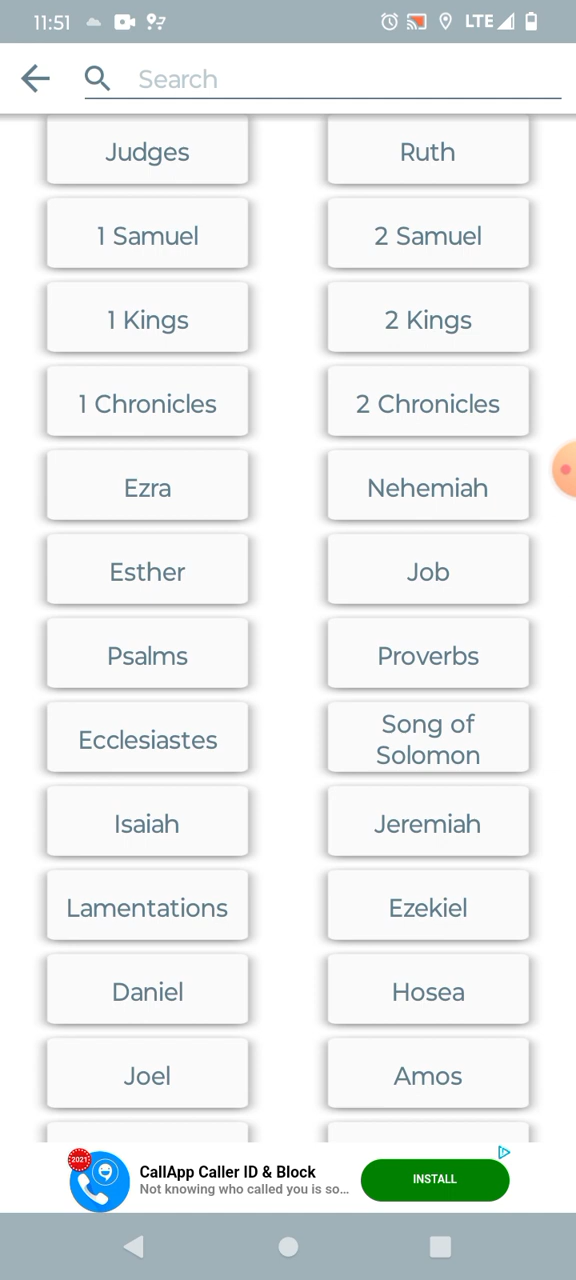 11:51
LTE
Search
Judges
Ruth
1 Samuel
2 Samuel
1 Kings
2 Kings
1 Chronicles
2 Chronicles
Ezra
Nehemiah
Esther
Job
Psalms
Proverbs
Ecclesiastes
Song of
Solomon
Isaiah
Jeremiah
Lamentations
Ezekiel
Daniel
Hosea
Joel
Amos
2021
CallApp Caller ID & Block
Not knowing who called you is so...
INSTALL